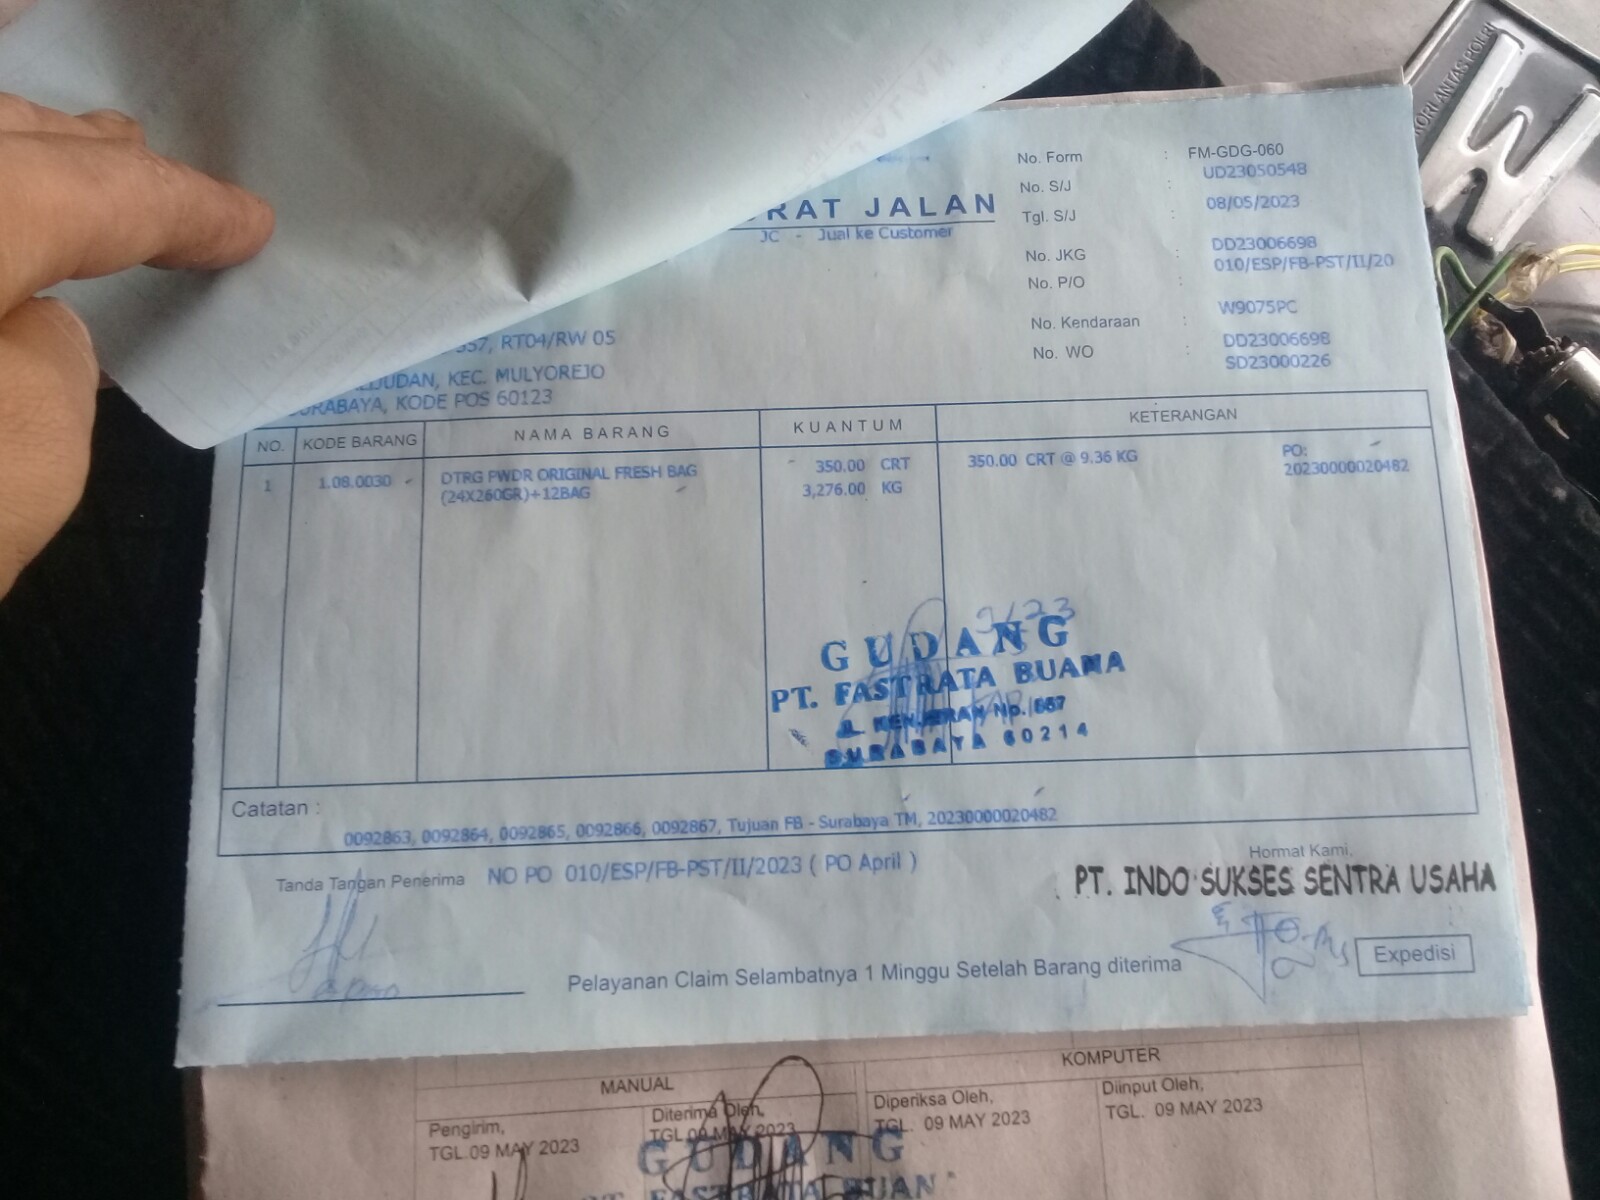 KORLANTAS POLRI
W
RAT JALAN
JC - Jual ke Customer
No. Form : FM-GDG-060
No. S/J : UD23050548
Tgl. S/J : 08/05/2023
No. JKG : DD23006698
No. P/O : 010/ESP/FB-PST/II/20
No. Kendaraan : W9075PC
No. WO : DD23006698
SD23000226
557, RT04/RW 05
JUDAN, KEC. MULYOREJO
URABAYA, KODE POS 60123
NO. KODE BARANG NAMA BARANG KUANTUM KETERANGAN
1 1.08.0030 DTRG PWDR ORIGINAL FRESH BAG 350.00 CRT 350.00 CRT @ 9.36 KG PO:
(24X260GR)+12BAG 3,276.00 KG 20230000020482
GUDANG
PT. FASTRATA BUANA
JL. KENJERAN No. 557
SURABAYA 60214
Catatan :
0092863, 0092864, 0092865, 0092866, 0092867, Tujuan FB - Surabaya TM, 20230000020482
Tanda Tangan Penerima NO PO 010/ESP/FB-PST/II/2023 ( PO April )
Hormat Kami,
PT. INDO SUKSES SENTRA USAHA
Pelayanan Claim Selambatnya 1 Minggu Setelah Barang diterima
Expedisi
MANUAL KOMPUTER
Pengirim, Diterima Oleh, Diperiksa Oleh, Diinput Oleh,
TGL.09 MAY 2023 TGL.09 MAY 2023 TGL. 09 MAY 2023 TGL. 09 MAY 2023
GUDANG
PT. FASTRATA BUAN